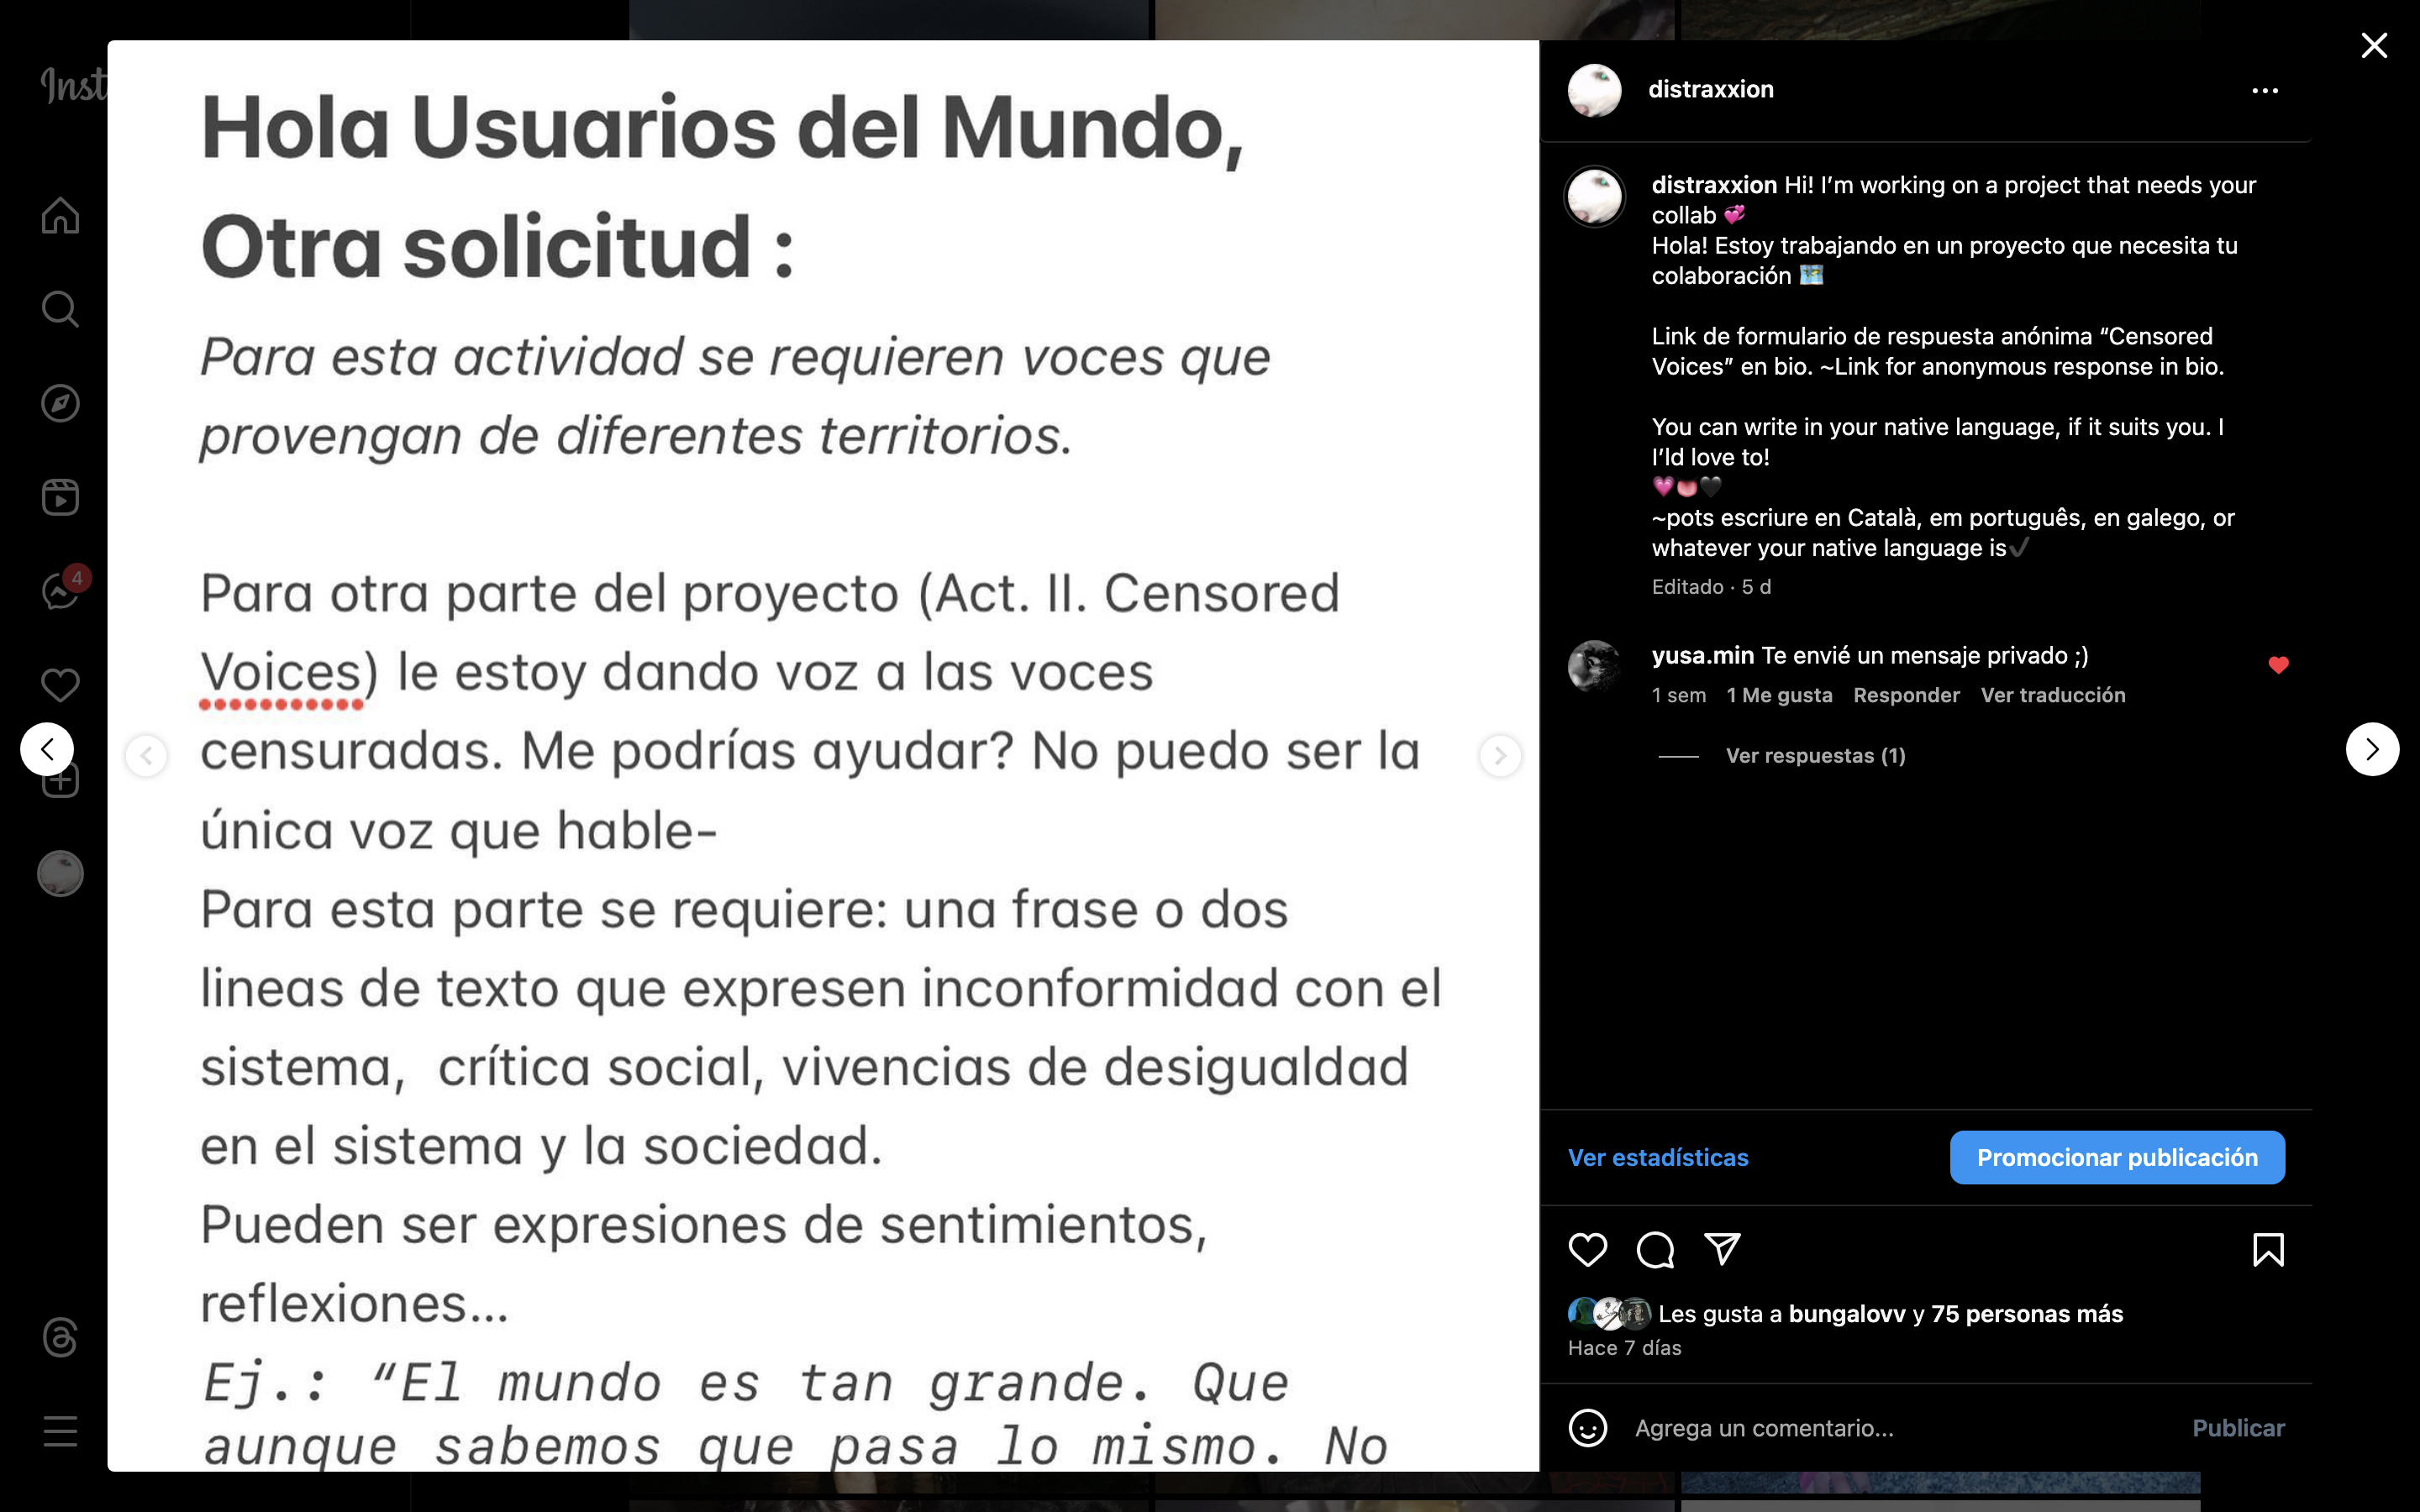 Inst
4
Hola Usuarios del Mundo,
Otra solicitud :
Para esta actividad se requieren voces que
provengan de diferentes territorios.
Para otra parte del proyecto (Act. II. Censored
Voices) le estoy dando voz a las voces
censuradas. Me podrías ayudar? No puedo ser la
única voz que hable-
Para esta parte se requiere: una frase o dos
lineas de texto que expresen inconformidad con el
sistema,  crítica social, vivencias de desigualdad
en el sistema y la sociedad.
Pueden ser expresiones de sentimientos,
reflexiones...
Ej.: “El mundo es tan grande. Que
aunque sabemos que pasa lo mismo. No
distraxxion
distraxxion Hi! I’m working on a project that needs your
collab 💞
Hola! Estoy trabajando en un proyecto que necesita tu
colaboración 🗺️
Link de formulario de respuesta anónima “Censored
Voices” en bio. ~Link for anonymous response in bio.
You can write in your native language, if it suits you. I
I’ld love to!
💗👅🖤
~pots escriure en Català, em português, en galego, or
whatever your native language is✔️
Editado · 5 d
yusa.min Te envié un mensaje privado ;)
1 sem 1 Me gusta Responder Ver traducción
Ver respuestas (1)
Ver estadísticas
Promocionar publicación
Les gusta a bungalovv y 75 personas más
Hace 7 días
Agrega un comentario...
Publicar